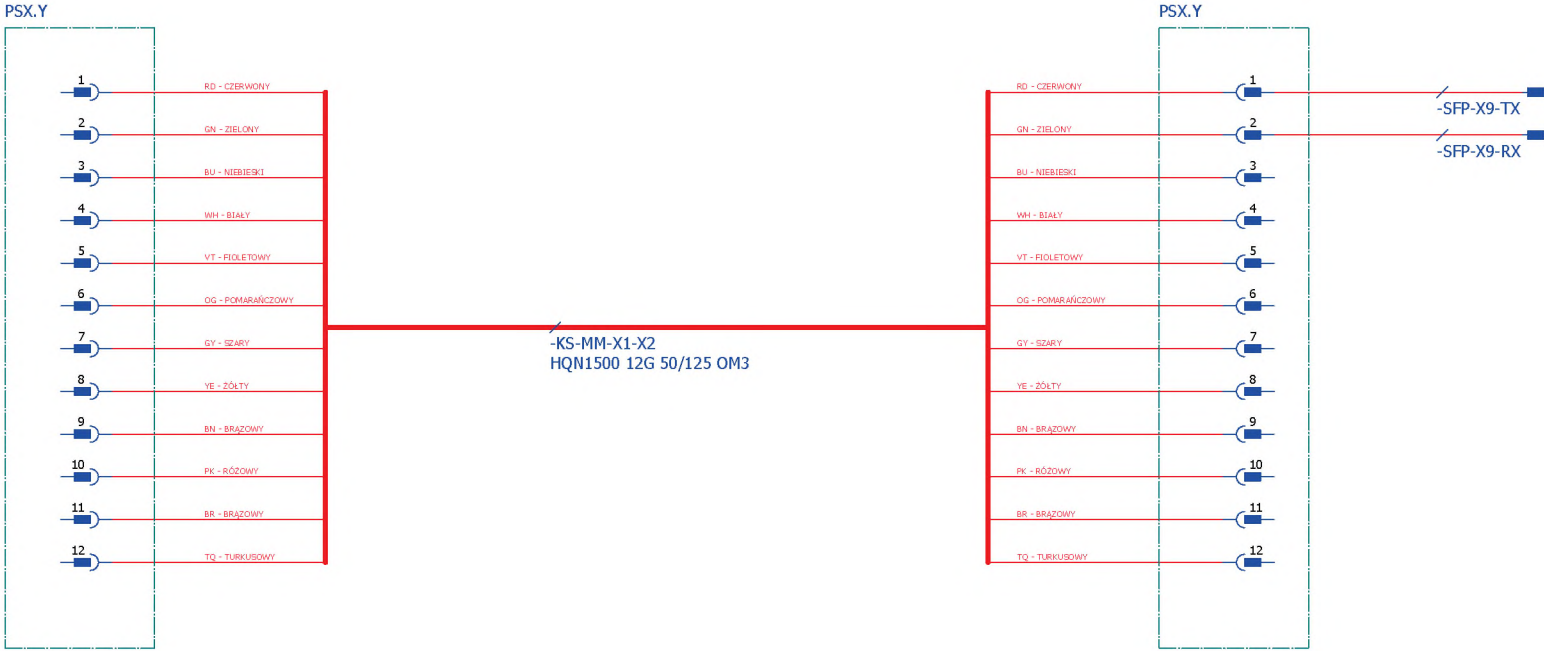 PSX.Y
PSX.Y
1
RD - CZERWONY
RD - CZERWONY
1
-SFP-X9-TX
2
GN - ZIELONY
GN - ZIELONY
2
-SFP-X9-RX
3
BU - NIEBIESKI
BU - NIEBIESKI
3
4
WH - BIAŁY
WH - BIAŁY
4
5
VT - FIOLETOWY
VT - FIOLETOWY
5
6
OG - POMARAŃCZOWY
OG - POMARAŃCZOWY
6
7
GY - SZARY
GY - SZARY
7
-KS-MM-X1-X2
HQN1500 12G 50/125 OM3
8
YE - ŻÓŁTY
YE - ŻÓŁTY
8
9
BN - BRĄZOWY
BN - BRĄZOWY
9
10
PK - RÓŻOWY
PK - RÓŻOWY
10
11
BR - BRĄZOWY
BR - BRĄZOWY
11
12
TQ - TURKUSOWY
TQ - TURKUSOWY
12